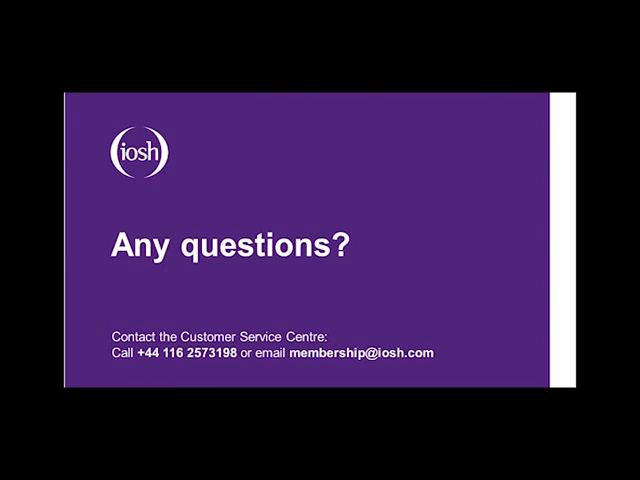 iosh
Any questions?
Contact the Customer Service Centre:
Call +44 116 2573198 or email membership@iosh.com